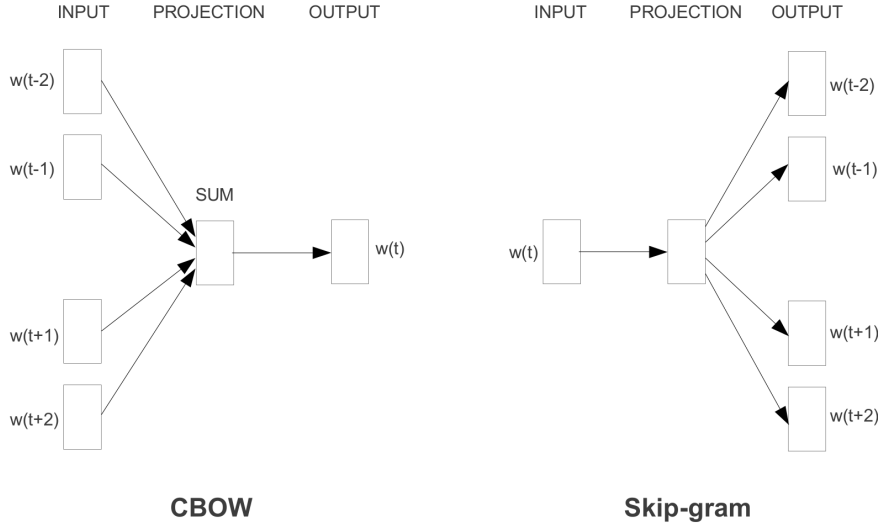 INPUT PROJECTION OUTPUT
w(t-2)
w(t-1)
SUM
w(t)
w(t+1)
w(t+2)
CBOW
INPUT PROJECTION OUTPUT
w(t-2)
w(t-1)
w(t)
w(t+1)
w(t+2)
Skip-gram